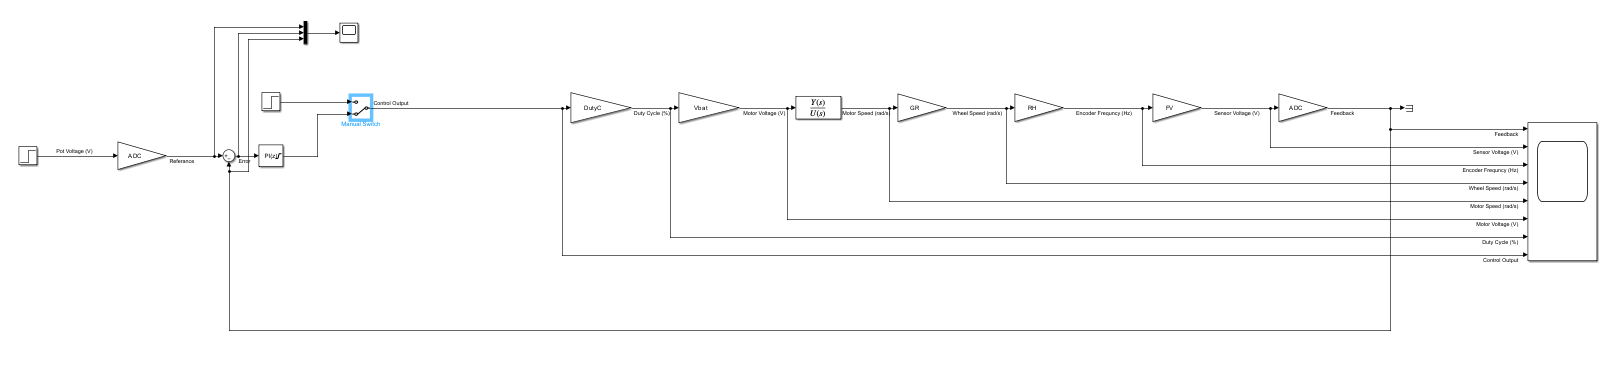 Control Output
DutyC
Vbat
Y(s)
U(s)
GR
RH
FV
ADC
Duty Cycle (%)
Motor Voltage (V)
Motor Speed (rad/s)
Wheel Speed (rad/s)
Encoder Frequncy (Hz)
Sensor Voltage (V)
Feedback
Manual Switch
Pot Voltage (V)
ADC
Referance
Error
Feedback
Sensor Voltage (V)
Encoder Frequncy (Hz)
Wheel Speed (rad/s)
Motor Speed (rad/s)
Motor Voltage (V)
Duty Cycle (%)
Control Output